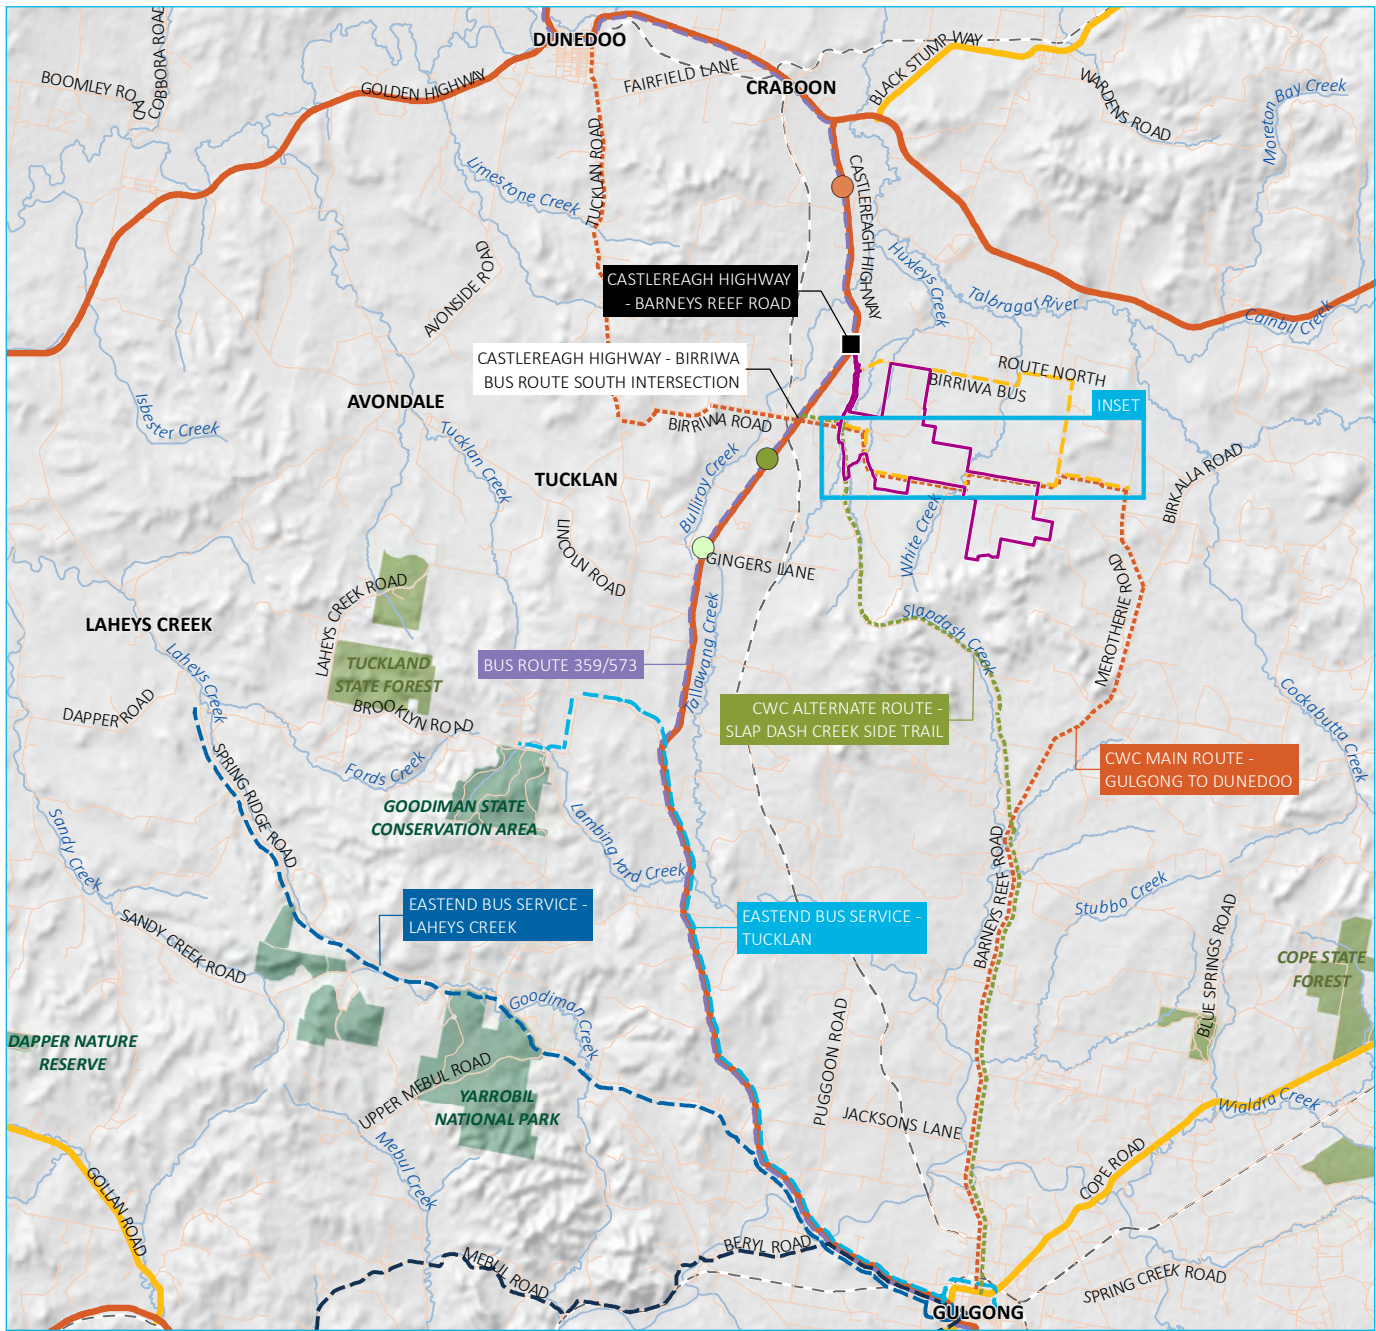 DUNEDOO
BLACK STUMP WAY
COBBORA ROAD
BOOMLEY ROAD
GOLDEN HIGHWAY
FAIRFIELD LANE
CRABOON
WARDENS ROAD
Moreton Bay Creek
TUCKLAN ROAD
Limestone Creek
CASTLEREAGH HIGHWAY
AVONSIDE ROAD
Huxleys Creek
CASTLEREAGH HIGHWAY
- BARNEYS REEF ROAD
Talbragar River
Cainbil Creek
CASTLEREAGH HIGHWAY - BIRRIWA
BUS ROUTE SOUTH INTERSECTION
ROUTE NORTH
BIRRIWA BUS
AVONDALE
INSET
Isbester Creek
Tucklan Creek
BIRRIWA ROAD
Bulliroy Creek
TUCKLAN
BIRKALLA ROAD
LINCOLN ROAD
White Creek
GINGERS LANE
LAHEYS CREEK ROAD
MEROTHERIE ROAD
LAHEYS CREEK
Laheys Creek
Slapdash Creek
Tallawang Creek
TUCKLAND
STATE FOREST
BUS ROUTE 359/573
DAPPER ROAD
BROOKLYN ROAD
CWC ALTERNATE ROUTE -
SLAP DASH CREEK SIDE TRAIL
Cockabutta Creek
SPRING RIDGE ROAD
Fords Creek
CWC MAIN ROUTE -
GULGONG TO DUNEDOO
GOODIMAN STATE
CONSERVATION AREA
Sandy Creek
Lambing Yard Creek
BARNEYS REEF ROAD
Stubbo Creek
EASTEND BUS SERVICE -
LAHEYS CREEK
EASTEND BUS SERVICE -
TUCKLAN
SANDY CREEK ROAD
BLUE SPRINGS ROAD
COPE STATE
FOREST
Goodiman Creek
DAPPER NATURE
RESERVE
PUGGOON ROAD
UPPER MEBUL ROAD
YARROBIL
NATIONAL PARK
JACKSONS LANE
Wialdra Creek
Mebul Creek
COPE ROAD
GOLLAN ROAD
BERYL ROAD
MEBUL ROAD
SPRING CREEK ROAD
GULGONG